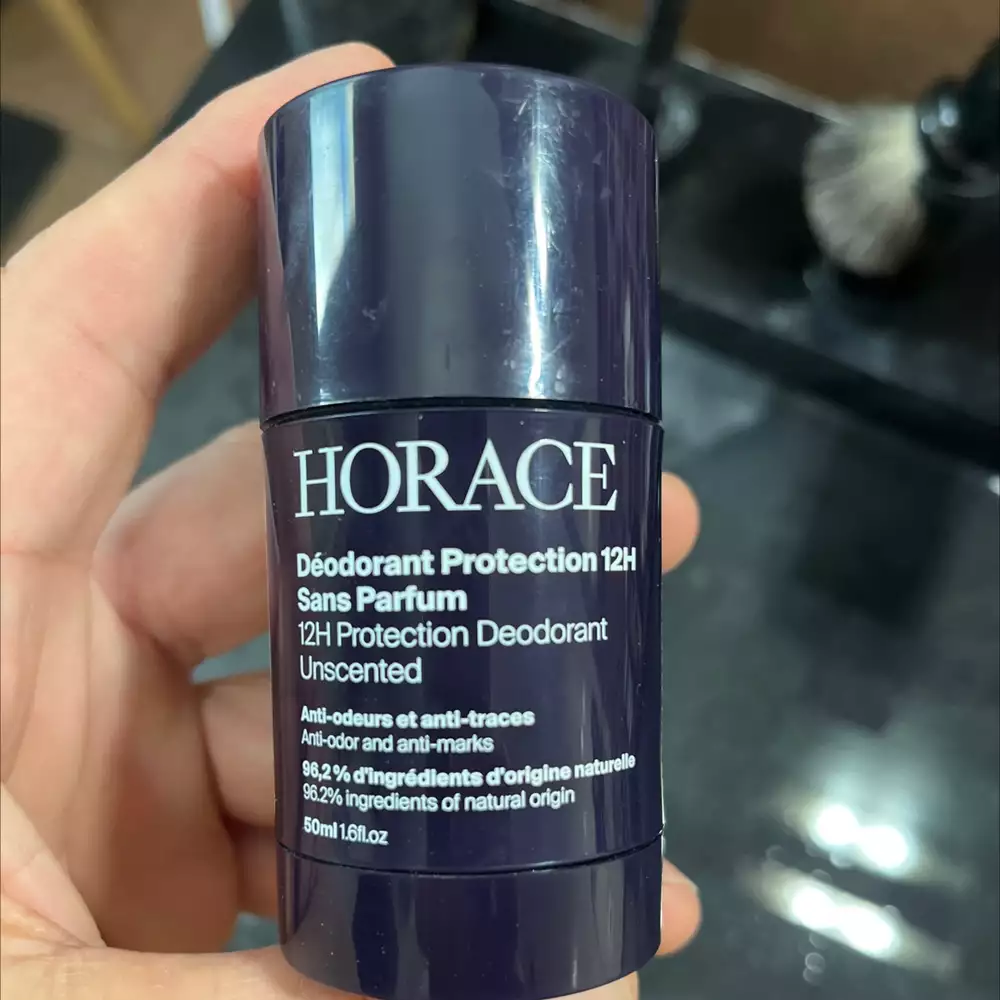 HORACE
Déodorant Protection 12H
Sans Parfum
12H Protection Deodorant
Unscented
Anti-odeurs et anti-traces
Anti-odor and anti-marks
96,2 % d'ingrédients d'origine naturelle
96.2% ingredients of natural origin
50ml 1.6fl.oz